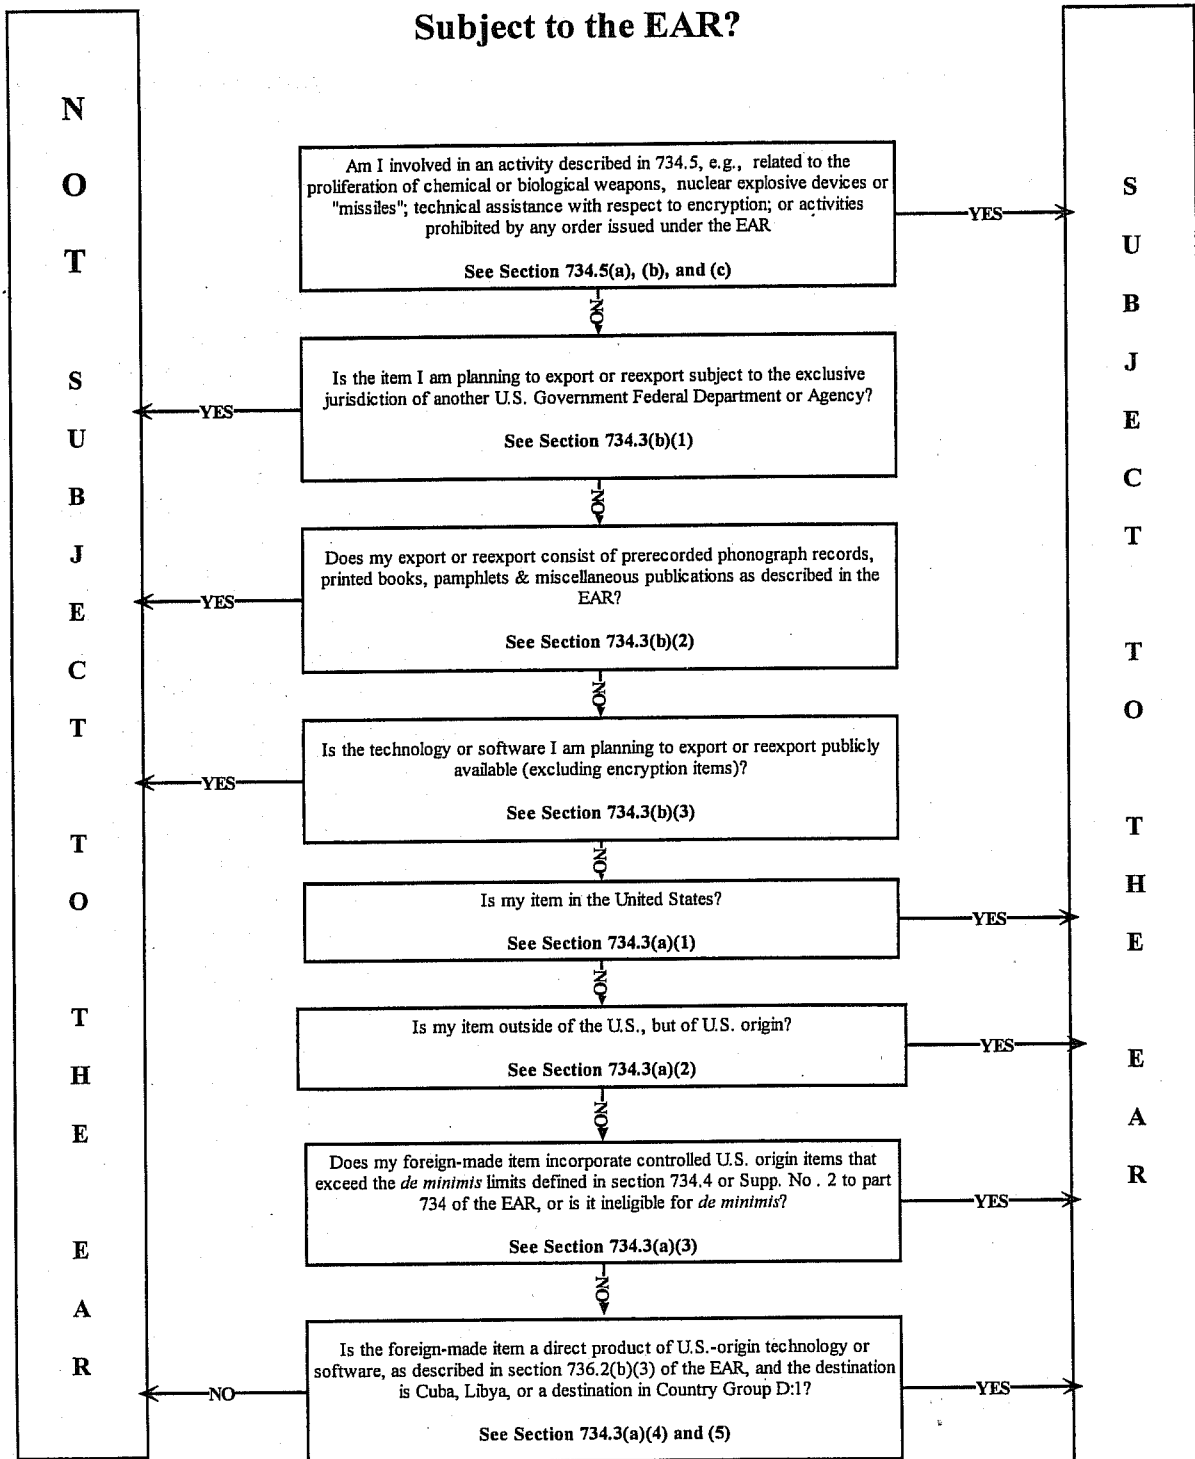 Subject to the EAR?
NOT SUBJECT TO THE EAR
Am I involved in an activity described in 734.5, e.g., related to the
proliferation of chemical or biological weapons, nuclear explosive devices or
"missiles"; technical assistance with respect to encryption; or activities
prohibited by any order issued under the EAR
See Section 734.5(a), (b), and (c)
YES
NO
Is the item I am planning to export or reexport subject to the exclusive
jurisdiction of another U.S. Government Federal Department or Agency?
See Section 734.3(b)(1)
YES
NO
Does my export or reexport consist of prerecorded phonograph records,
printed books, pamphlets & miscellaneous publications as described in the
EAR?
See Section 734.3(b)(2)
YES
NO
Is the technology or software I am planning to export or reexport publicly
available (excluding encryption items)?
See Section 734.3(b)(3)
YES
NO
Is my item in the United States?
See Section 734.3(a)(1)
YES
NO
Is my item outside of the U.S., but of U.S. origin?
See Section 734.3(a)(2)
YES
NO
Does my foreign-made item incorporate controlled U.S. origin items that
exceed the de minimis limits defined in section 734.4 or Supp. No . 2 to part
734 of the EAR, or is it ineligible for de minimis?
See Section 734.3(a)(3)
YES
NO
Is the foreign-made item a direct product of U.S.-origin technology or
software, as described in section 736.2(b)(3) of the EAR, and the destination
is Cuba, Libya, or a destination in Country Group D:1?
See Section 734.3(a)(4) and (5)
NO
YES
SUBJECT TO THE EAR